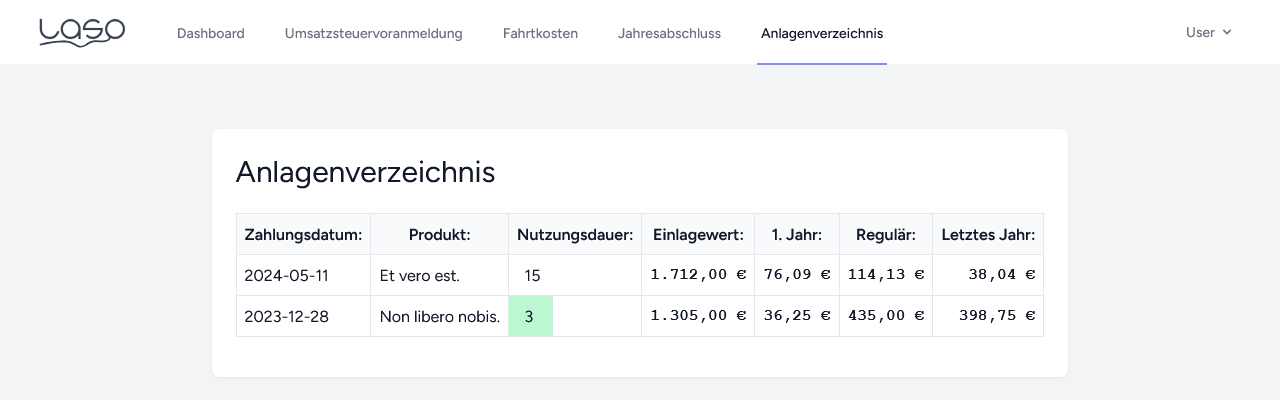 Laso Dashboard Umsatzsteuervoranmeldung Fahrtkosten Jahresabschluss Anlagenverzeichnis User
Anlagenverzeichnis
Zahlungsdatum: Produkt: Nutzungsdauer: Einlagewert: 1. Jahr: Regulär: Letztes Jahr:
2024-05-11 Et vero est. 15 1.712,00 € 76,09 € 114,13 € 38,04 €
2023-12-28 Non libero nobis. 3 1.305,00 € 36,25 € 435,00 € 398,75 €